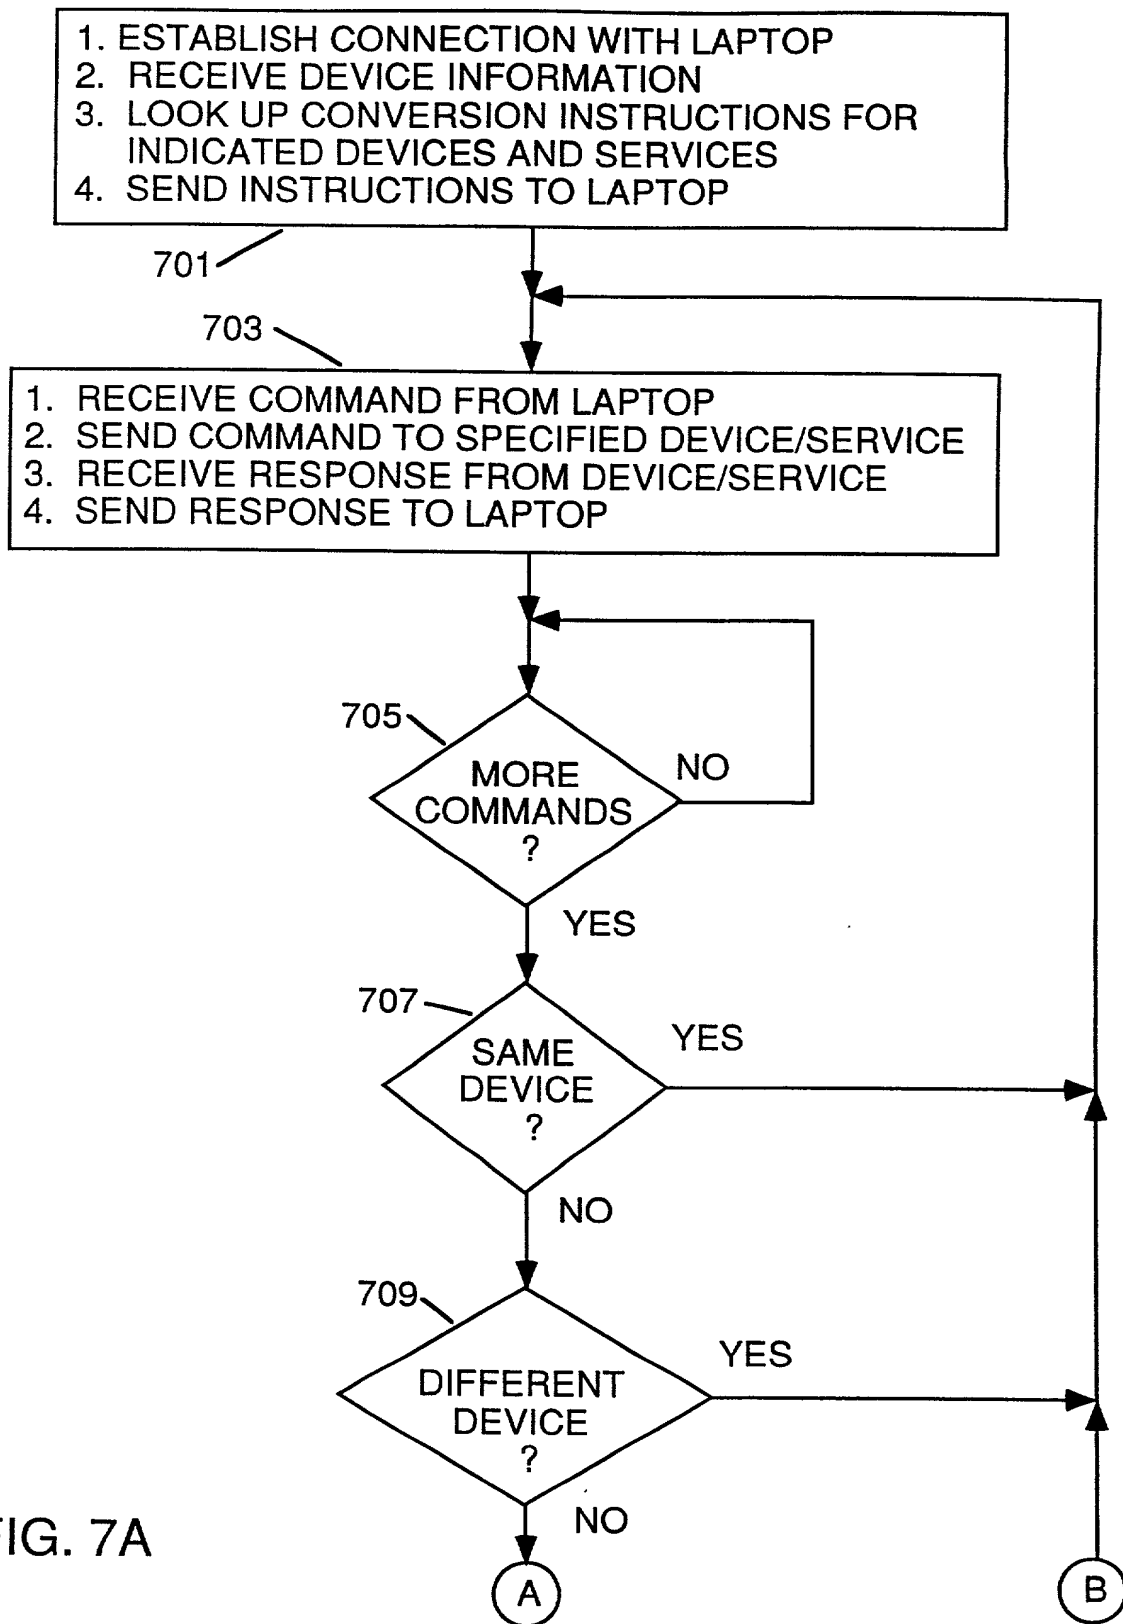 1. ESTABLISH CONNECTION WITH LAPTOP
2. RECEIVE DEVICE INFORMATION
3. LOOK UP CONVERSION INSTRUCTIONS FOR
INDICATED DEVICES AND SERVICES
4. SEND INSTRUCTIONS TO LAPTOP
701
703
1. RECEIVE COMMAND FROM LAPTOP
2. SEND COMMAND TO SPECIFIED DEVICE/SERVICE
3. RECEIVE RESPONSE FROM DEVICE/SERVICE
4. SEND RESPONSE TO LAPTOP
705
MORE
COMMANDS
?
NO
YES
707
SAME
DEVICE
?
YES
NO
709
DIFFERENT
DEVICE
?
YES
NO
FIG. 7A
A
B